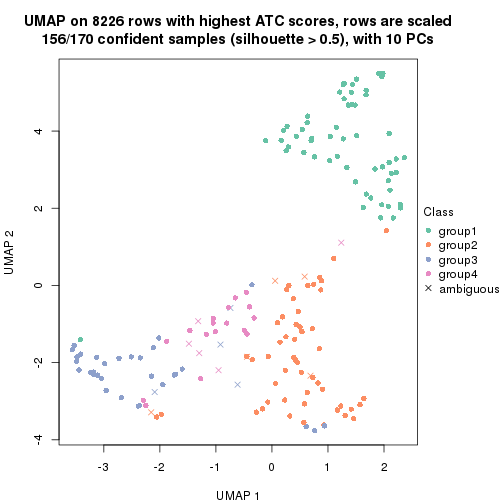 UMAP on 8226 rows with highest ATC scores, rows are scaled
156/170 confident samples (silhouette > 0.5), with 10 PCs
4
2
0
-2
-4
UMAP 2
-3
-2
-1
0
1
2
UMAP 1
Class
group1
group2
group3
group4
ambiguous